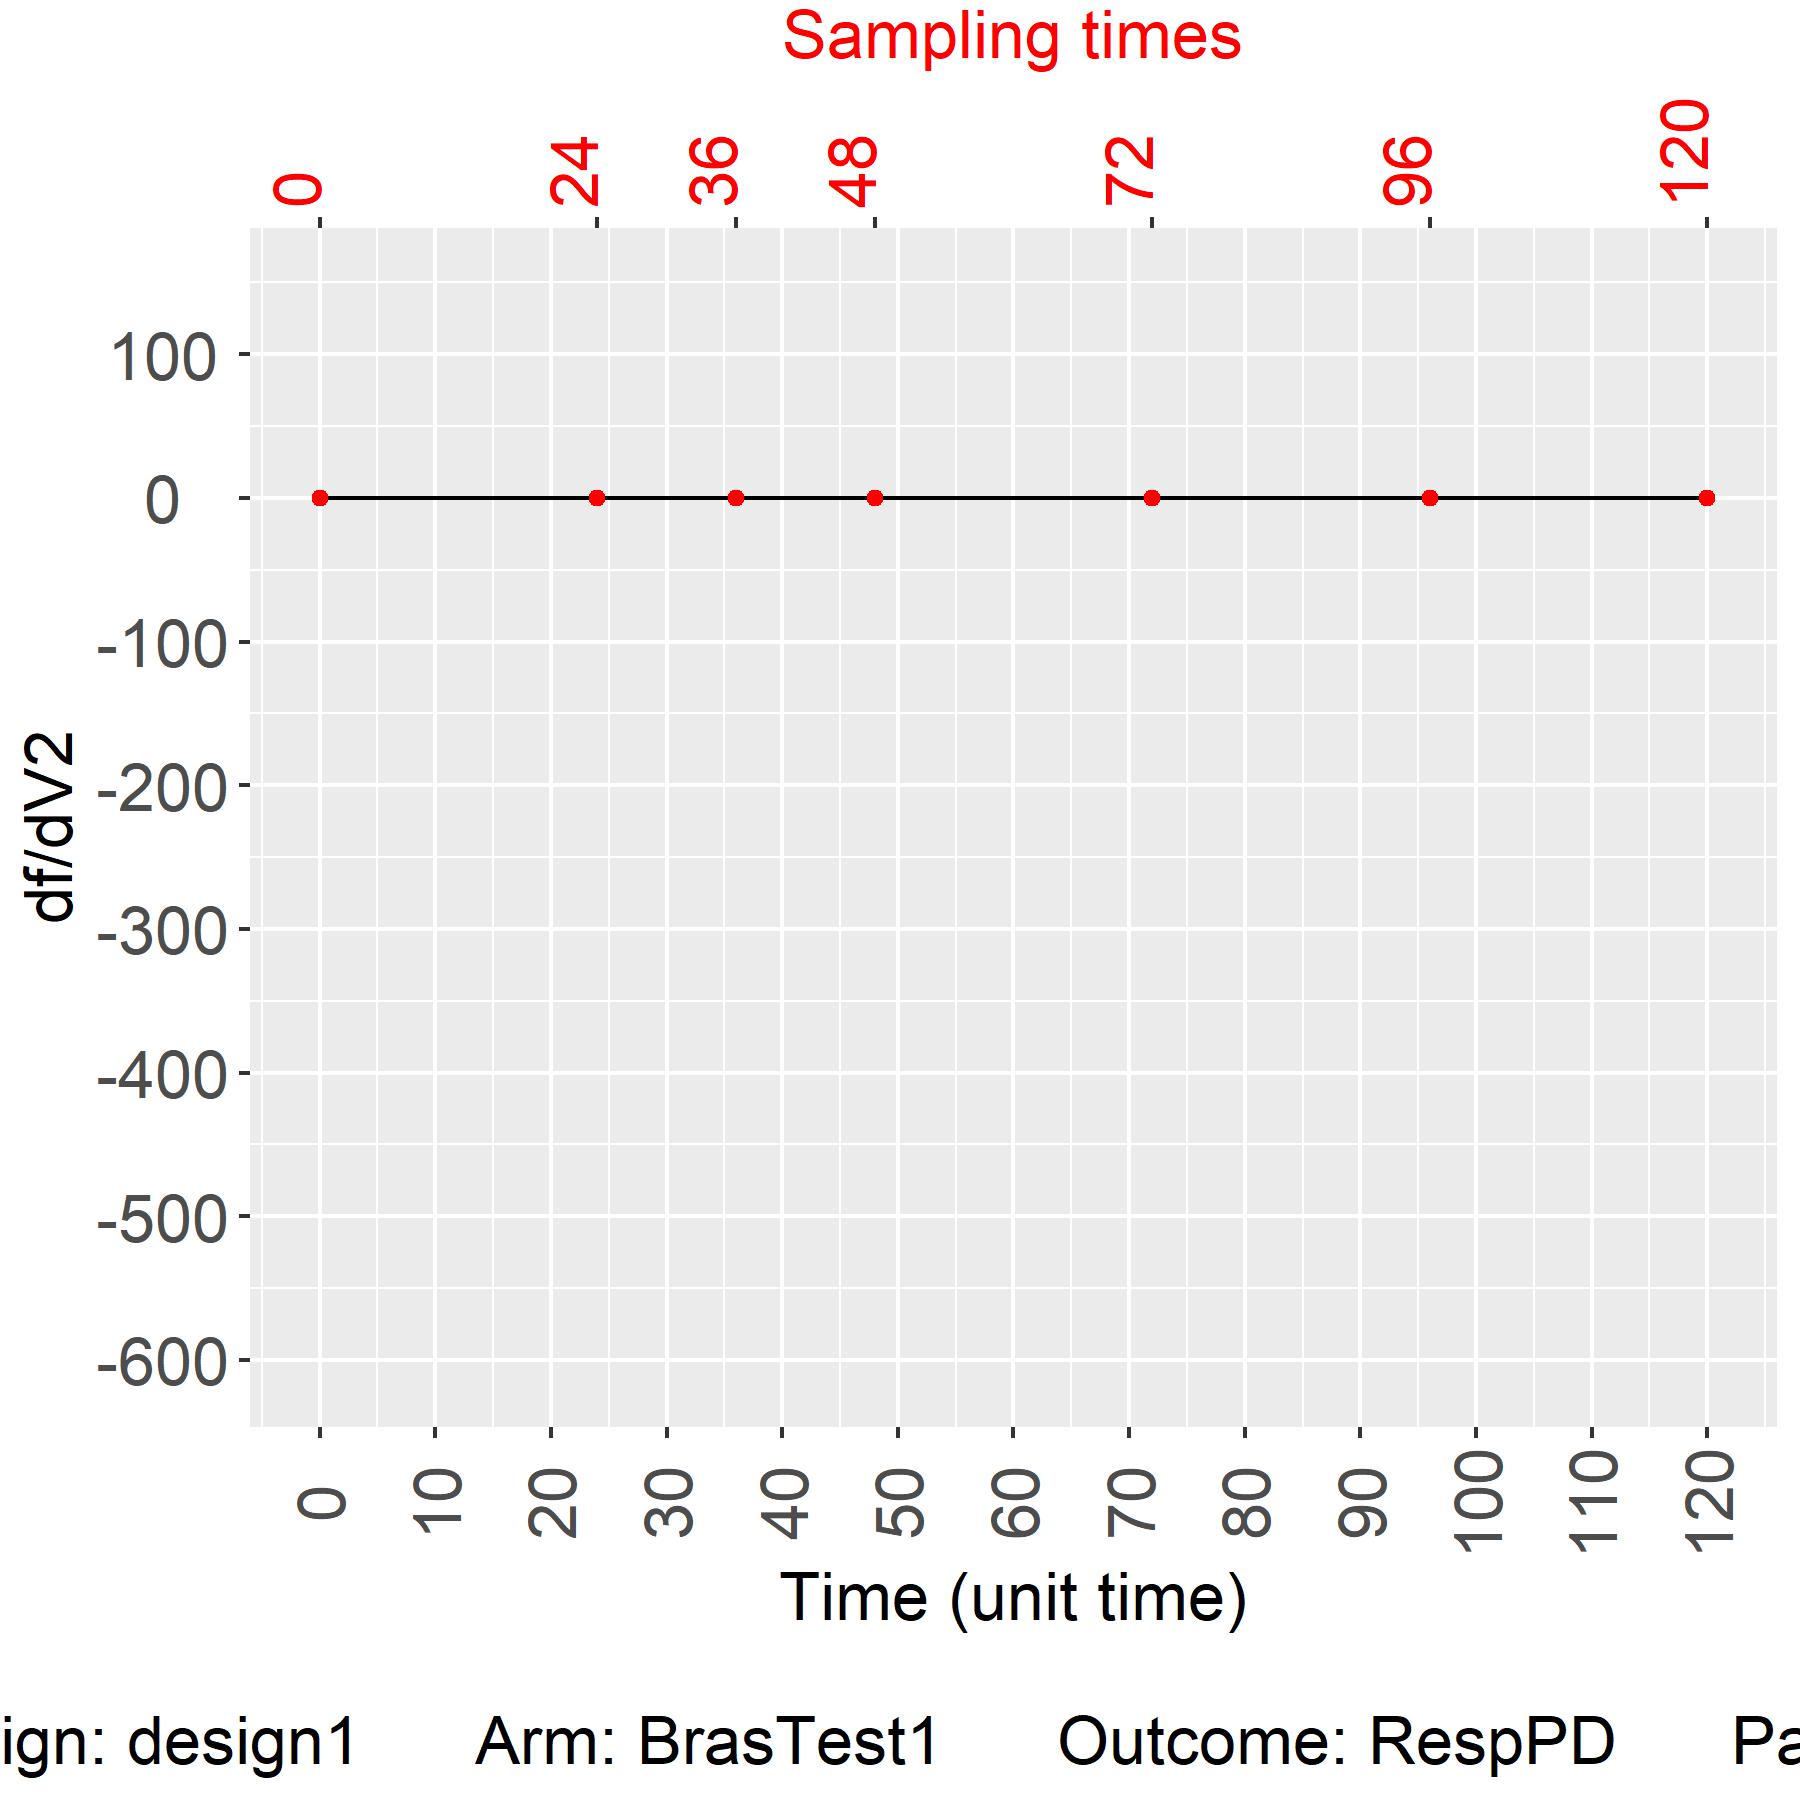 Sampling times
0 24 36 48 72 96 120
100
0
-100
-200
-300
-400
-500
-600
df/dV2
0 10 20 30 40 50 60 70 80 90 100 110 120
Time (unit time)
ign: design1 Arm: BrasTest1 Outcome: RespPD Pa